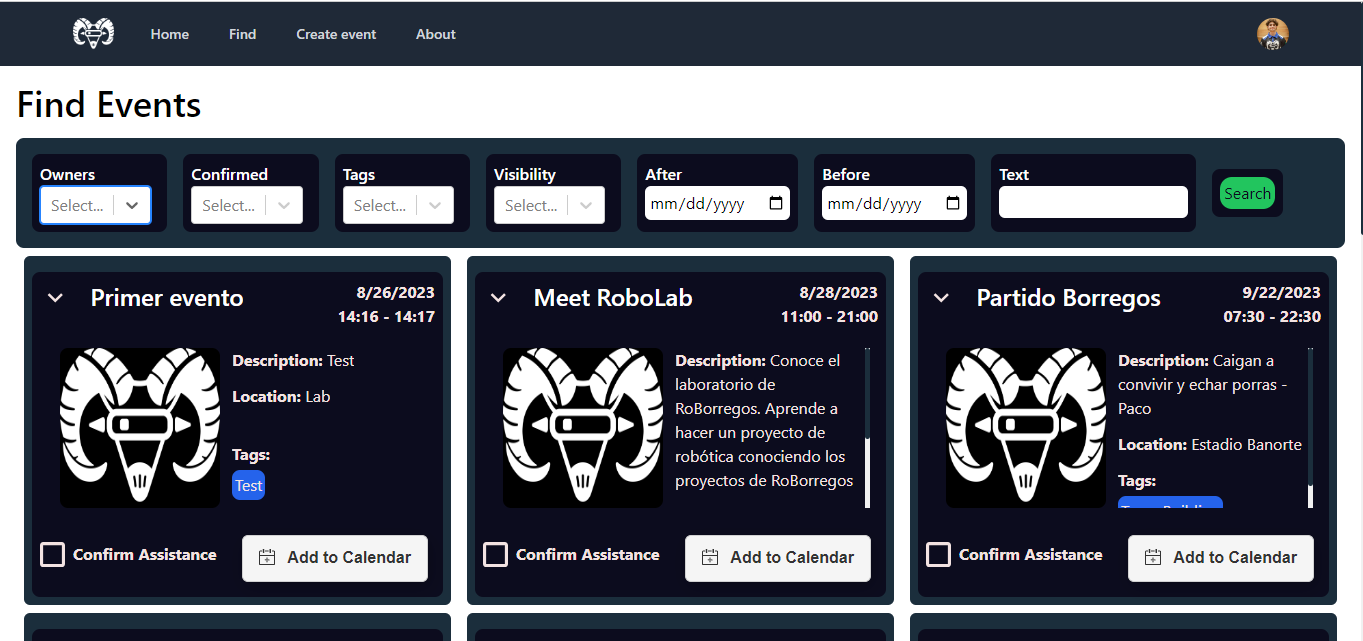 Home Find Create event About
Find Events
Owners Confirmed Tags Visibility After Before Text
Select... Select... Select... Select... mm/dd/yyyy mm/dd/yyyy Search
Primer evento
8/26/2023
14:16 - 14:17
Description: Test
Location: Lab
Tags:
Test
Confirm Assistance Add to Calendar
Meet RoboLab
8/28/2023
11:00 - 21:00
Description: Conoce el
laboratorio de
RoBorregos. Aprende a
hacer un proyecto de
robótica conociendo los
proyectos de RoBorregos
Confirm Assistance Add to Calendar
Partido Borregos
9/22/2023
07:30 - 22:30
Description: Caigan a
convivir y echar porras -
Paco
Location: Estadio Banorte
Tags:
Confirm Assistance Add to Calendar